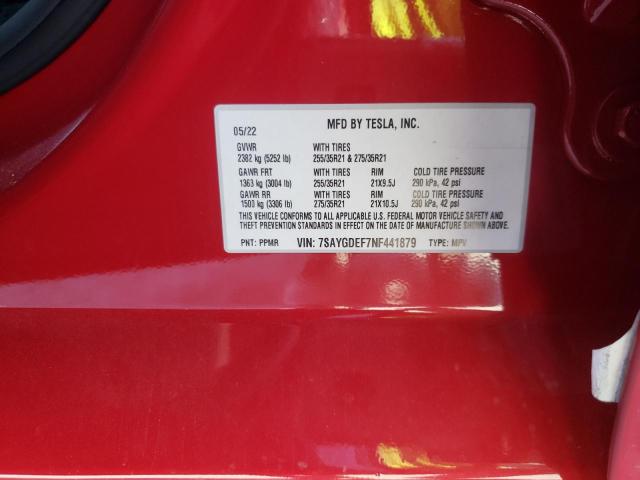 MFD BY TESLA, INC.
05/22
GVWR WITH TIRES
2382 kg (5252 lb) 255/35R21 & 275/35R21
GAWR FRT WITH TIRES RIM COLD TIRE PRESSURE
1363 kg (3004 lb) 255/35R21 21X9.5J 290 kPa, 42 psi
GAWR RR WITH TIRES RIM COLD TIRE PRESSURE
1500 kg (3306 lb) 275/35R21 21X10.5J 290 kPa, 42 psi
THIS VEHICLE CONFORMS TO ALL APPLICABLE U.S. FEDERAL MOTOR VEHICLE SAFETY AND
THEFT PREVENTION STANDARDS IN EFFECT ON THE DATE OF MANUFACTURE SHOWN ABOVE.
PNT: PPMR VIN: 7SAYGDEF7NF441879 TYPE: MPV